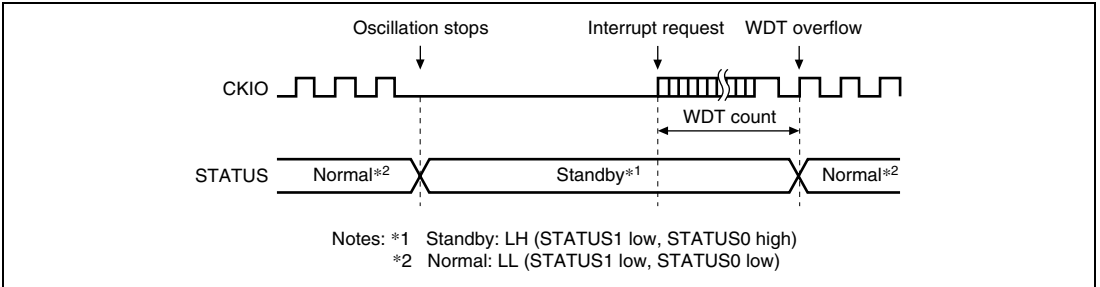 Oscillation stops Interrupt request WDT overflow
CKIO
WDT count
STATUS Normal*2 Standby*1 Normal*2
Notes: *1 Standby: LH (STATUS1 low, STATUS0 high)
*2 Normal: LL (STATUS1 low, STATUS0 low)